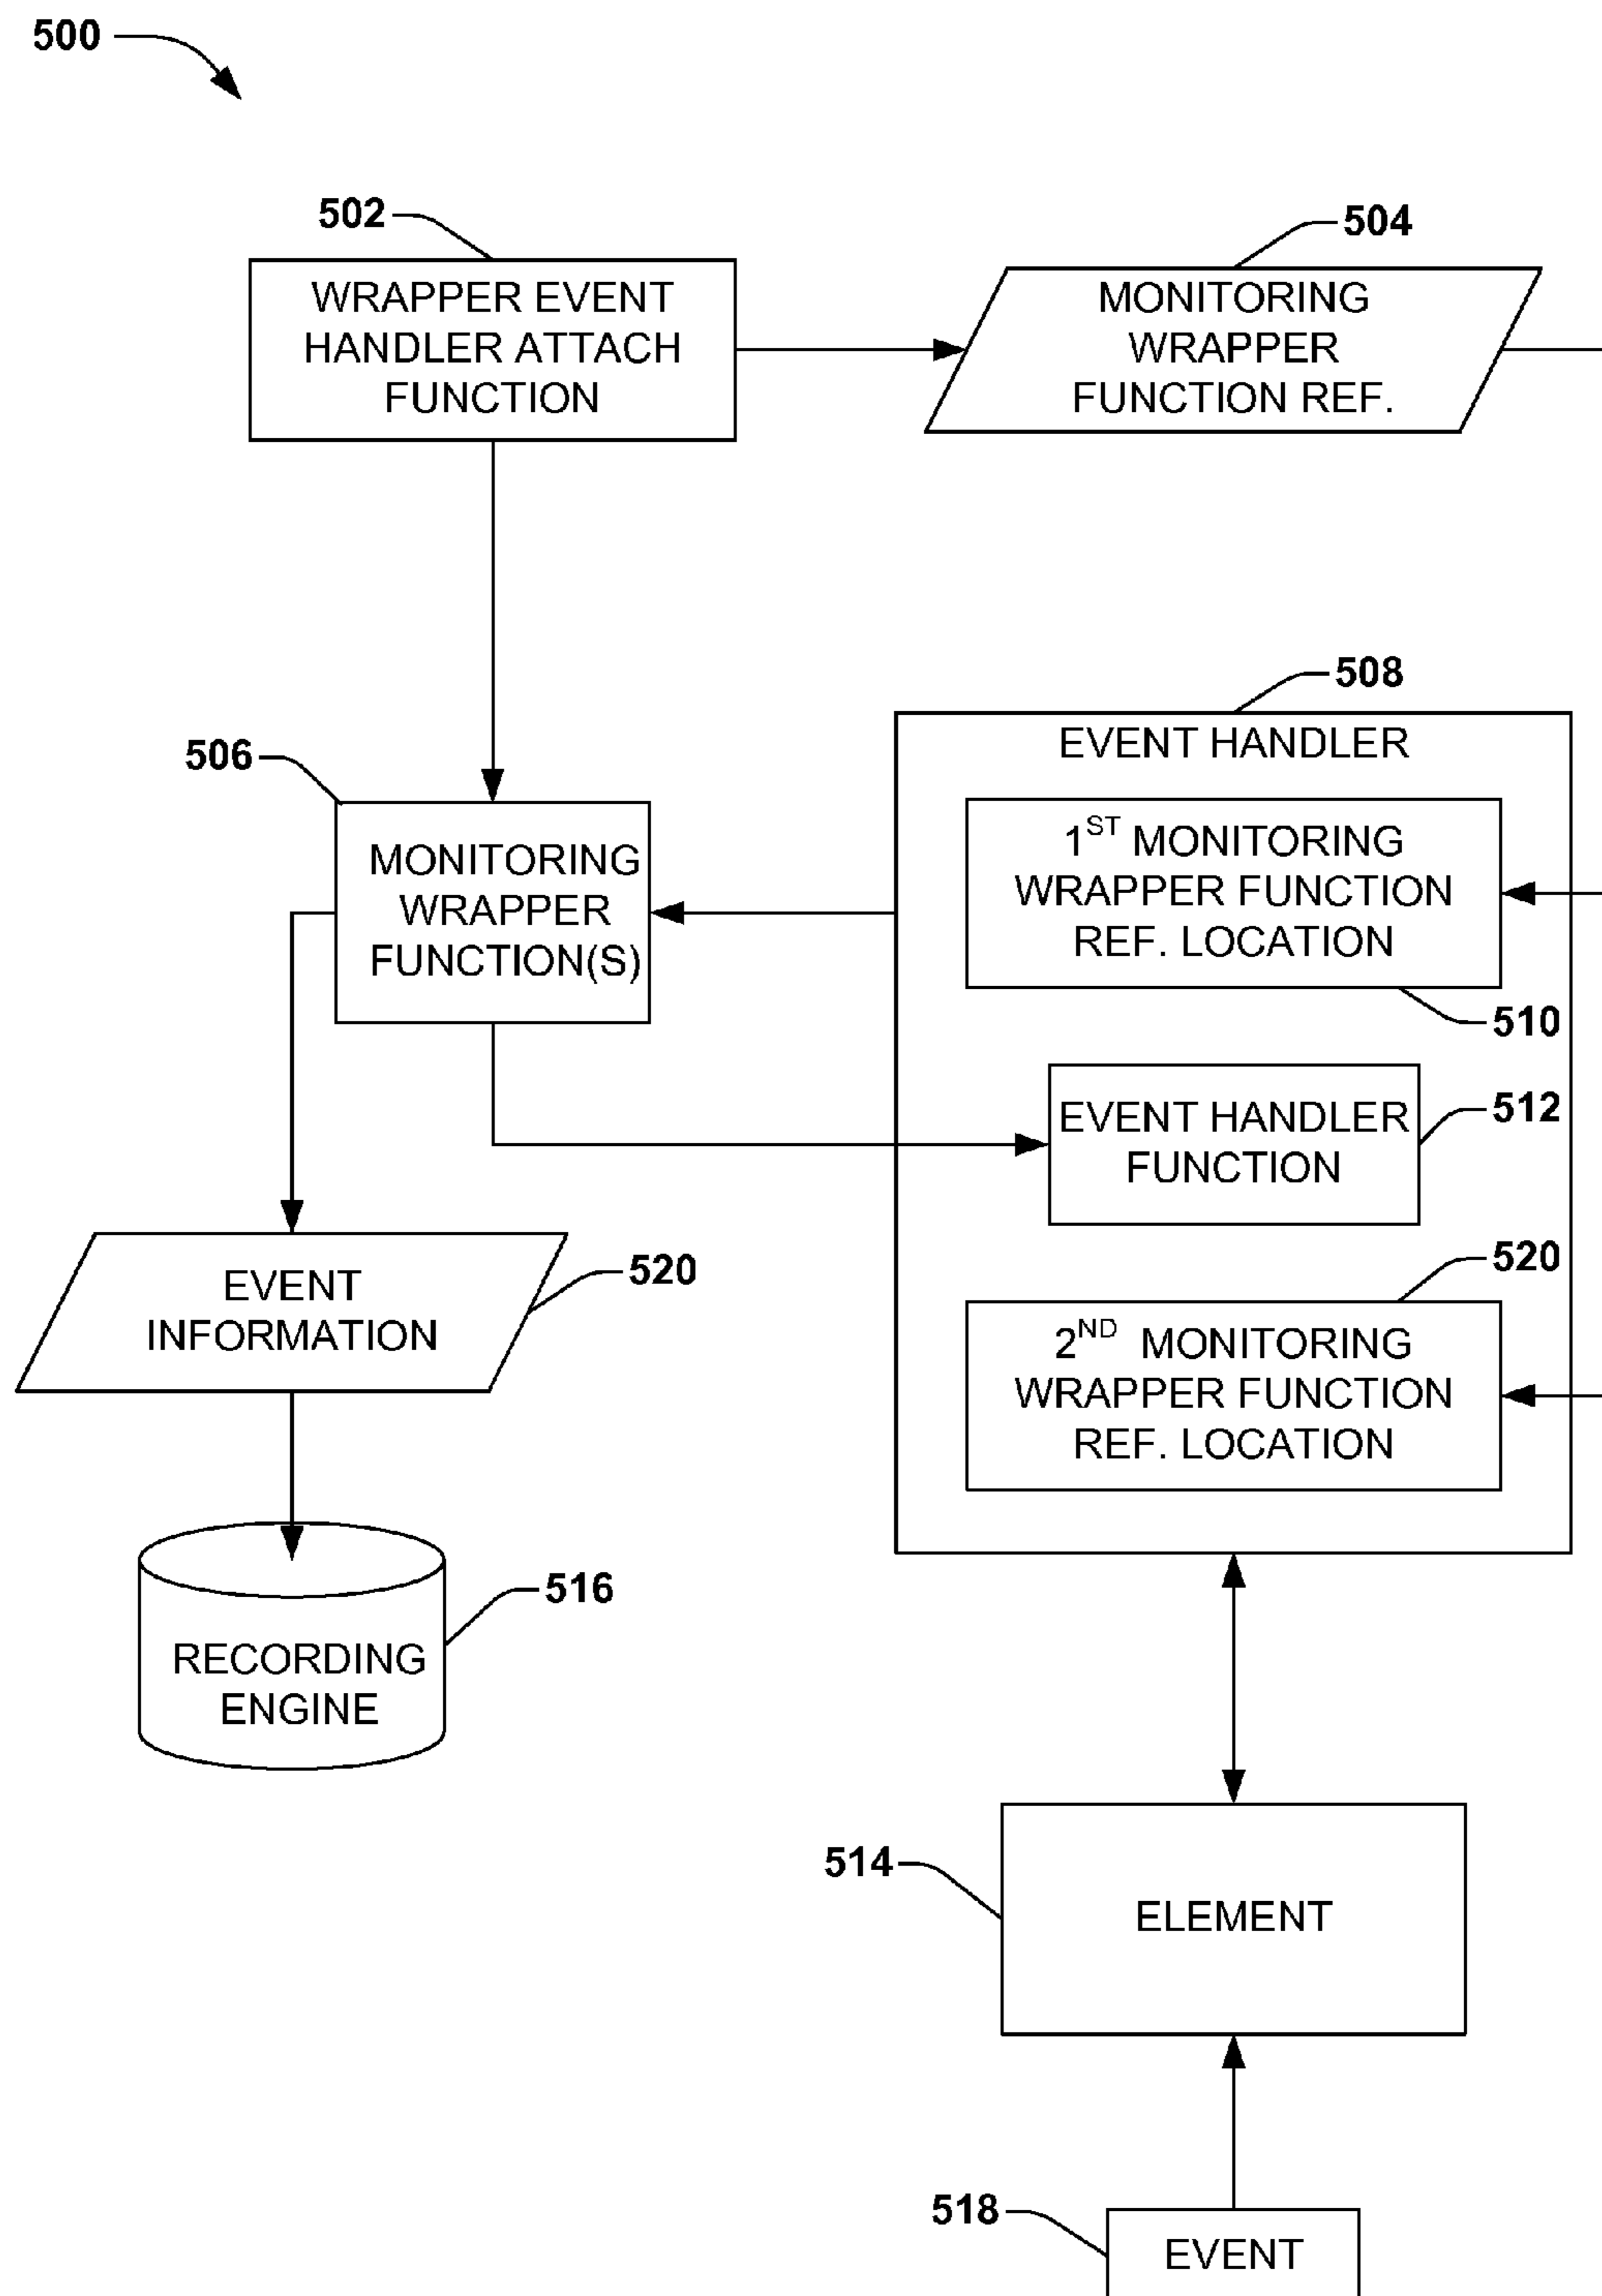 500
502
504
WRAPPER EVENT
HANDLER ATTACH
FUNCTION
MONITORING
WRAPPER
FUNCTION REF.
508
506
EVENT HANDLER
MONITORING
WRAPPER
FUNCTION(S)
1ST MONITORING
WRAPPER FUNCTION
REF. LOCATION
510
EVENT HANDLER
FUNCTION
512
520
EVENT
INFORMATION
520
2ND MONITORING
WRAPPER FUNCTION
REF. LOCATION
516
RECORDING
ENGINE
514
ELEMENT
518
EVENT